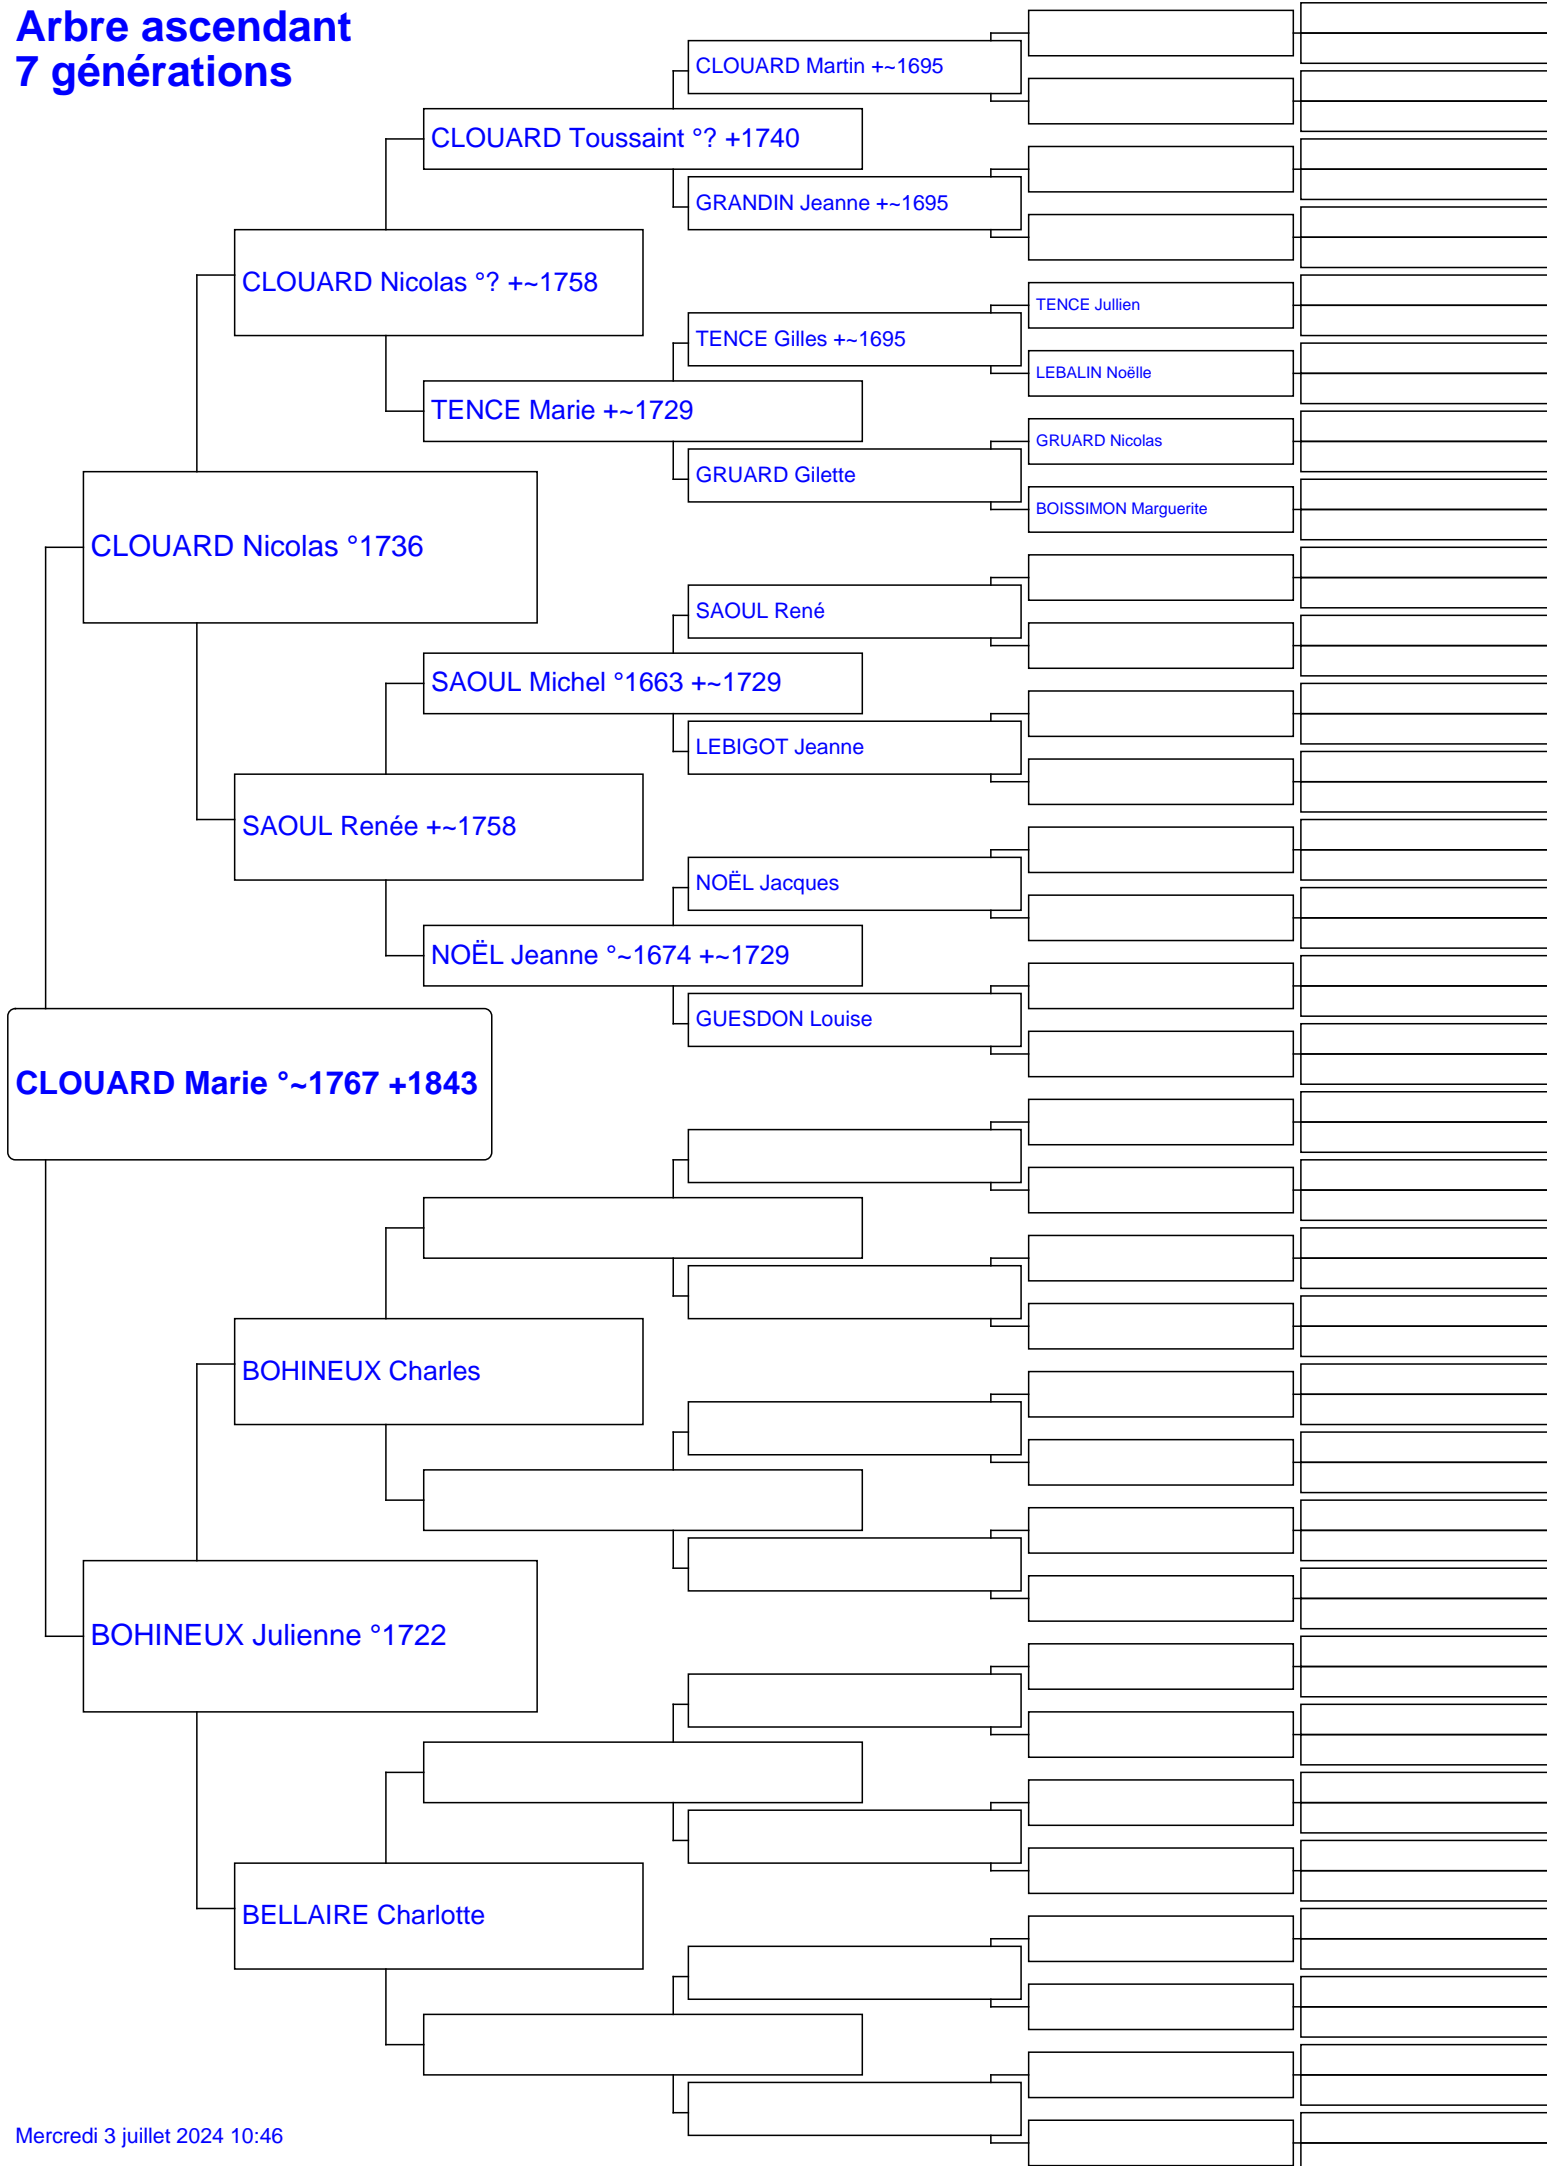 Arbre ascendant
7 générations
CLOUARD Martin +~1695
CLOUARD Toussaint °? +1740
GRANDIN Jeanne +~1695
CLOUARD Nicolas °? +~1758
TENCE Jullien
TENCE Gilles +~1695
LEBALIN Noëlle
TENCE Marie +~1729
GRUARD Nicolas
GRUARD Gilette
BOISSIMON Marguerite
CLOUARD Nicolas °1736
SAOUL René
SAOUL Michel °1663 +~1729
LEBIGOT Jeanne
SAOUL Renée +~1758
NOËL Jacques
NOËL Jeanne °~1674 +~1729
GUESDON Louise
CLOUARD Marie °~1767 +1843
BOHINEUX Charles
BOHINEUX Julienne °1722
BELLAIRE Charlotte
Mercredi 3 juillet 2024 10:46